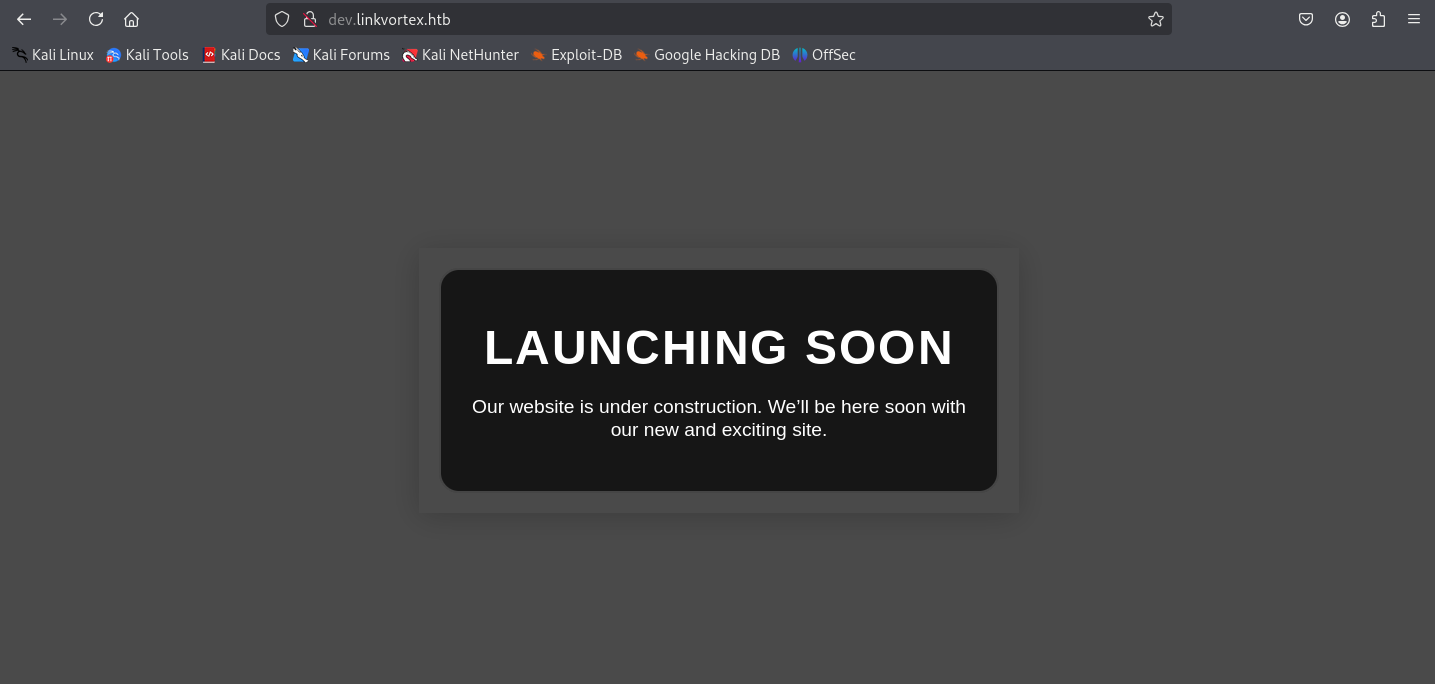 dev.linkvortex.htb
Kali Linux Kali Tools Kali Docs Kali Forums Kali NetHunter Exploit-DB Google Hacking DB OffSec
LAUNCHING SOON
Our website is under construction. We’ll be here soon with
our new and exciting site.